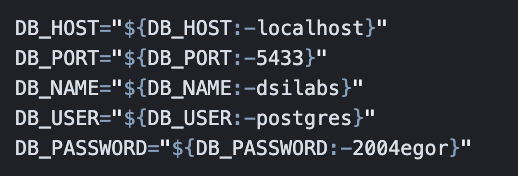 DB_HOST="${DB_HOST:-localhost}"
DB_PORT="${DB_PORT:-5433}"
DB_NAME="${DB_NAME:-dsilabs}"
DB_USER="${DB_USER:-postgres}"
DB_PASSWORD="${DB_PASSWORD:-2004egor}"